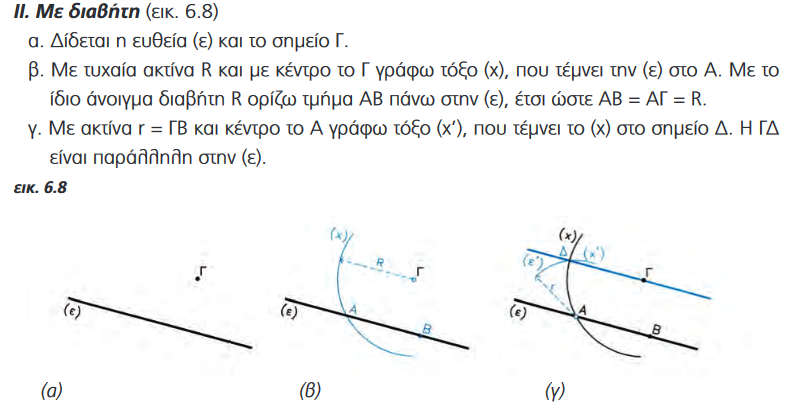 II. Με διαβήτη (εικ. 6.8)
α. Δίδεται η ευθεία (ε) και το σημείο Γ.
β. Με τυχαία ακτίνα R και με κέντρο το Γ γράφω τόξο (x), που τέμνει την (ε) στο Α. Με το
ίδιο άνοιγμα διαβήτη R ορίζω τμήμα ΑΒ πάνω στην (ε), έτσι ώστε ΑΒ = ΑΓ = R.
γ. Με ακτίνα r = ΓΒ και κέντρο το Α γράφω τόξο (x’), που τέμνει το (x) στο σημείο Δ. Η ΓΔ
είναι παράλληλη στην (ε).
εικ. 6.8
Γ
(ε)
(α)
(x)
R
Γ
(ε)
A
B
(β)
(x)
Δ
(x')
(ε')
Γ
r
(ε)
A
B
(γ)